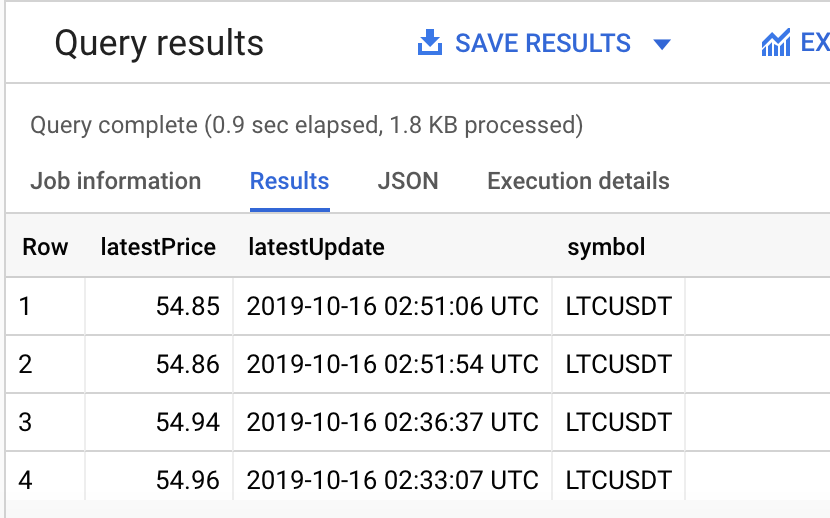 Query results SAVE RESULTS EX
Query complete (0.9 sec elapsed, 1.8 KB processed)
Job information Results JSON Execution details
Row latestPrice latestUpdate symbol
1 54.85 2019-10-16 02:51:06 UTC LTCUSDT
2 54.86 2019-10-16 02:51:54 UTC LTCUSDT
3 54.94 2019-10-16 02:36:37 UTC LTCUSDT
4 54.96 2019-10-16 02:33:07 UTC LTCUSDT